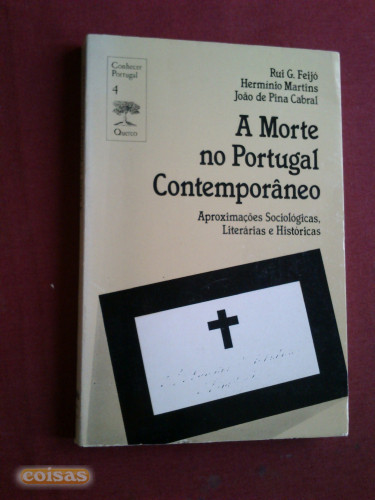 Conhecer
Portugal
4
Querco
Rui G. Feijó
Hermínio Martins
João de Pina Cabral
A Morte
no Portugal
Contemporâneo
Aproximações Sociológicas,
Literárias e Históricas
coisas